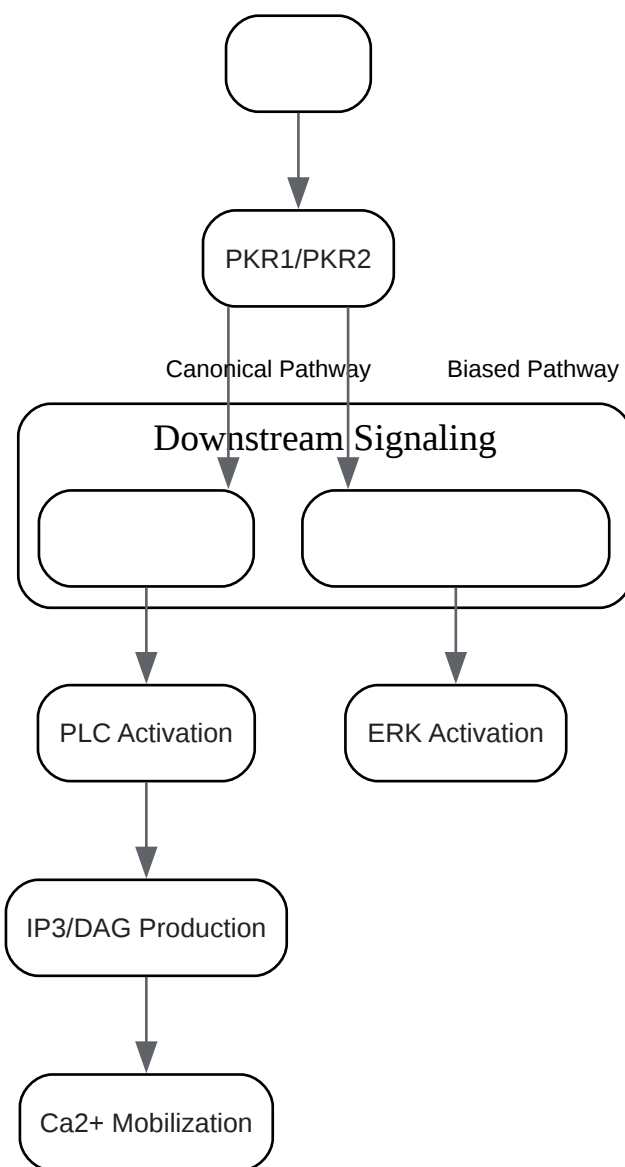 PKR1/PKR2
Canonical Pathway
Biased Pathway
Downstream Signaling
PLC Activation
ERK Activation
IP3/DAG Production
Ca2+ Mobilization